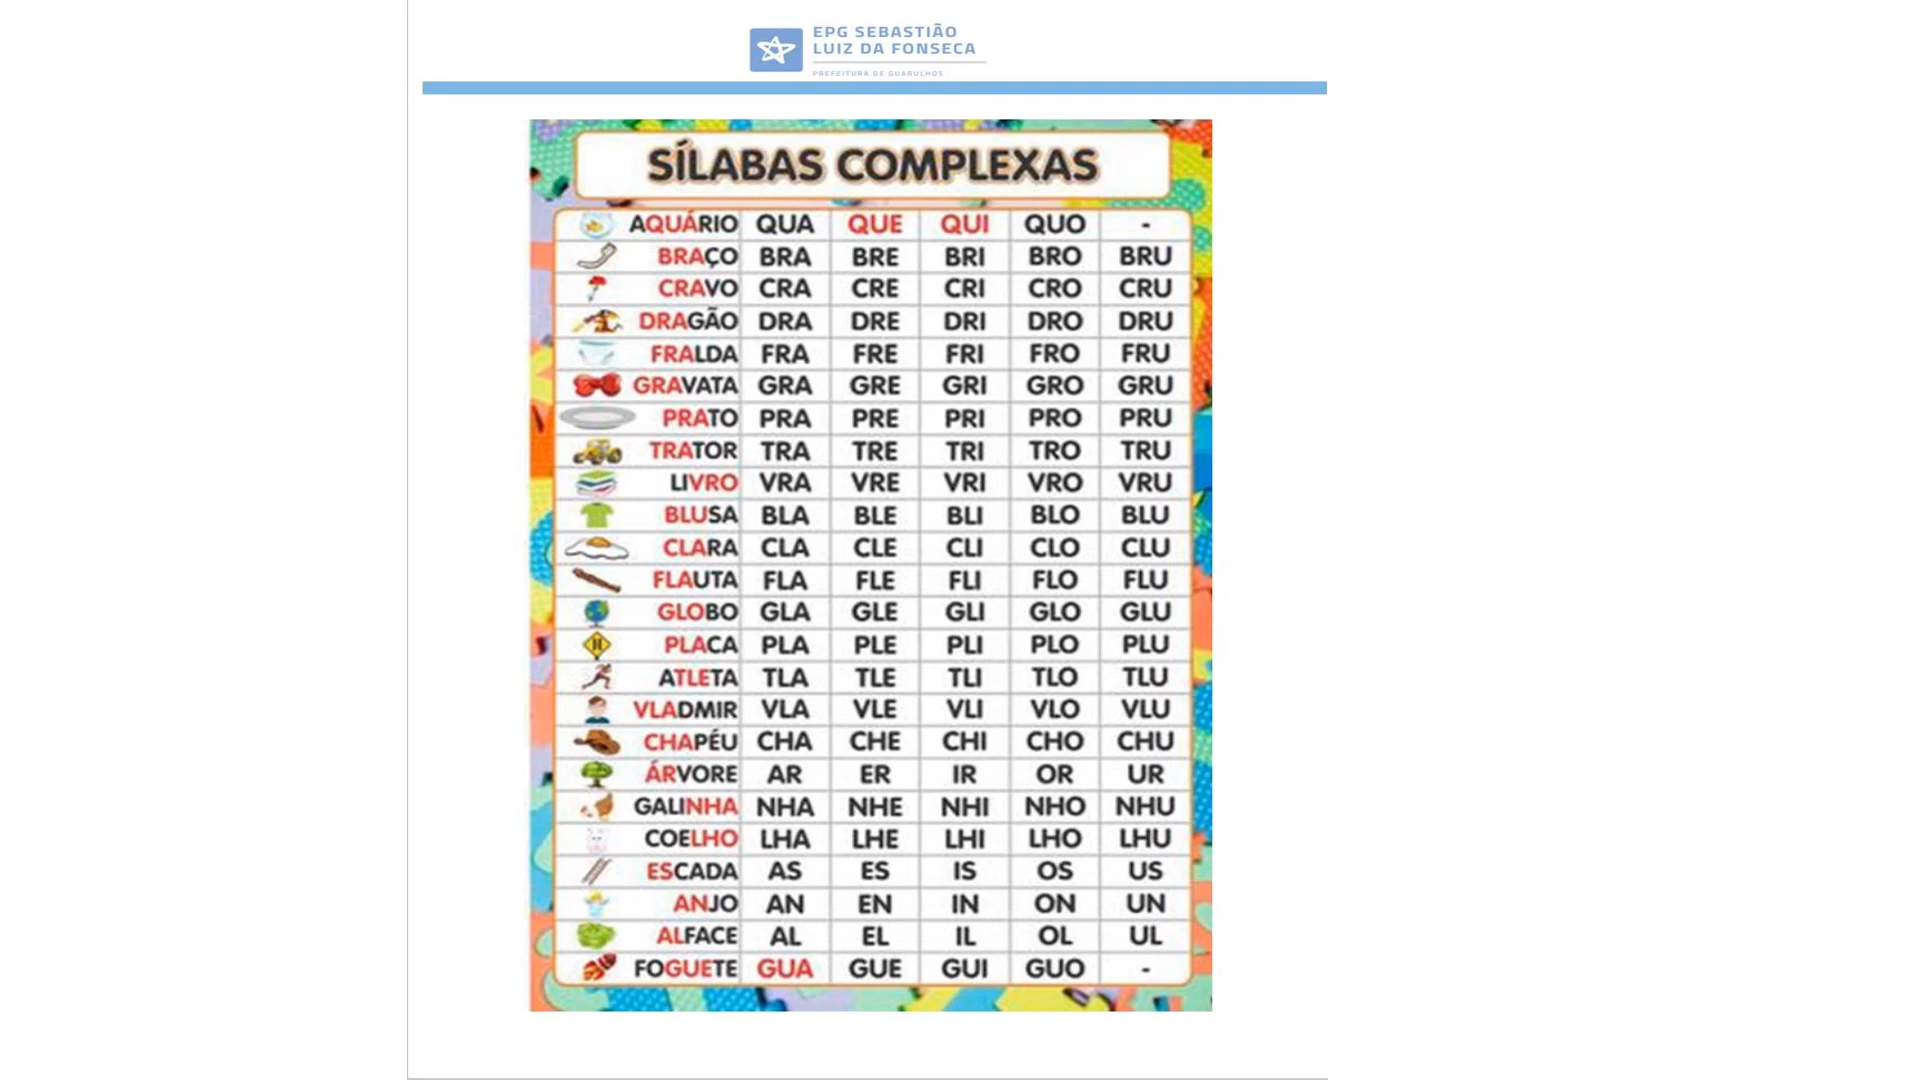 EPG SEBASTIÃO
LUIZ DA FONSECA
PREFEITURA DE GUARULHOS
SÍLABAS COMPLEXAS
AQUÁRIO QUA QUE QUI QUO -
BRAÇO BRA BRE BRI BRO BRU
CRAVO CRA CRE CRI CRO CRU
DRAGÃO DRA DRE DRI DRO DRU
FRALDA FRA FRE FRI FRO FRU
GRAVATA GRA GRE GRI GRO GRU
PRATO PRA PRE PRI PRO PRU
TRATOR TRA TRE TRI TRO TRU
LIVRO VRA VRE VRI VRO VRU
BLUSA BLA BLE BLI BLO BLU
CLARA CLA CLE CLI CLO CLU
FLAUTA FLA FLE FLI FLO FLU
GLOBO GLA GLE GLI GLO GLU
PLACA PLA PLE PLI PLO PLU
ATLETA TLA TLE TLI TLO TLU
VLADMIR VLA VLE VLI VLO VLU
CHAPÉU CHA CHE CHI CHO CHU
ÁRVORE AR ER IR OR UR
GALINHA NHA NHE NHI NHO NHU
COELHO LHA LHE LHI LHO LHU
ESCADA AS ES IS OS US
ANJO AN EN IN ON UN
ALFACE AL EL IL OL UL
FOGUETE GUA GUE GUI GUO -